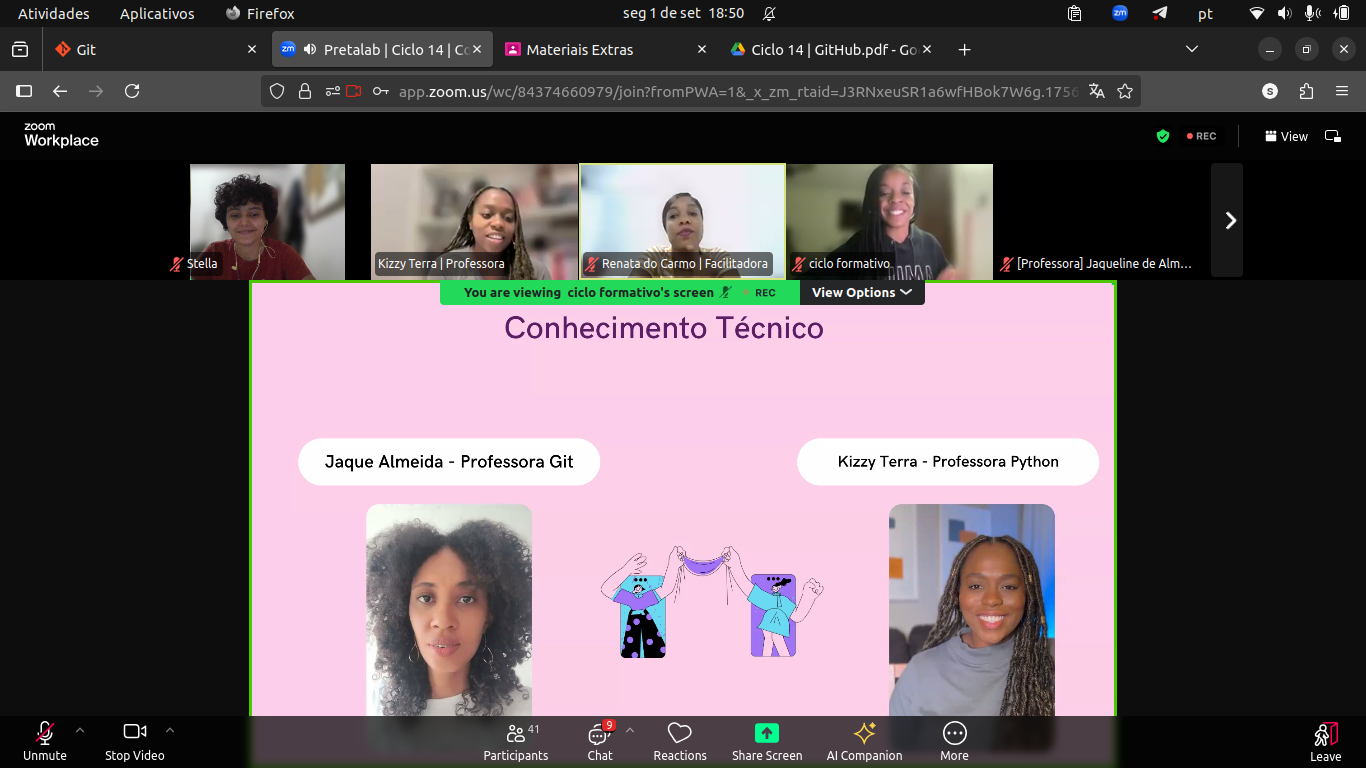 Atividades
Aplicativos
Firefox
seg 1 de set 18:50
zm
pt
Git
zm
Pretalab | Ciclo 14 | Co
Materiais Extras
Ciclo 14 | GitHub.pdf - Go
app.zoom.us/wc/84374660979/join?fromPWA=1&_x_zm_rtaid=J3RNxeuSR1a6wfHBok7W6g.1756
S
zoom
Workplace
REC
View
Stella
Kizzy Terra | Professora
Renata do Carmo | Facilitadora
ciclo formativo
[Professora] Jaqueline de Alm...
You are viewing ciclo formativo's screen
REC
View Options
Conhecimento Técnico
Jaque Almeida - Professora Git
Kizzy Terra - Professora Python
Unmute
Stop Video
41
Participants
9
Chat
Reactions
Share Screen
AI Companion
More
Leave